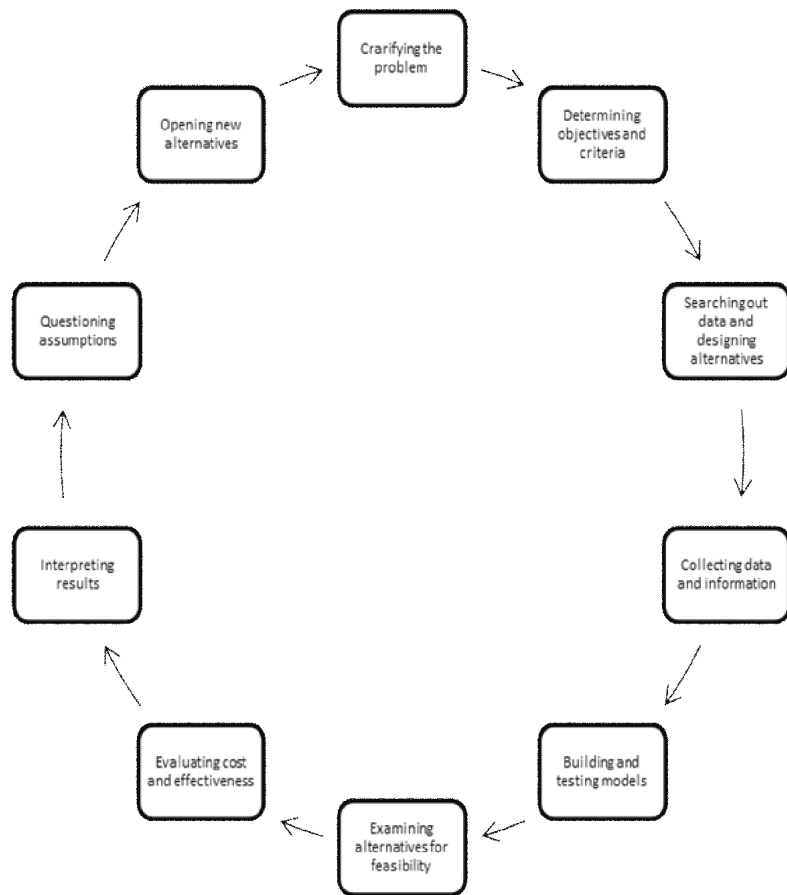 Crarifying the
problem
Determining
objectives and
criteria
Searching out
data and
designing
alternatives
Collecting data
and information
Building and
testing models
Examining
alternatives for
feasibility
Evaluating cost
and effectiveness
Interpreting
results
Questioning
assumptions
Opening new
alternatives